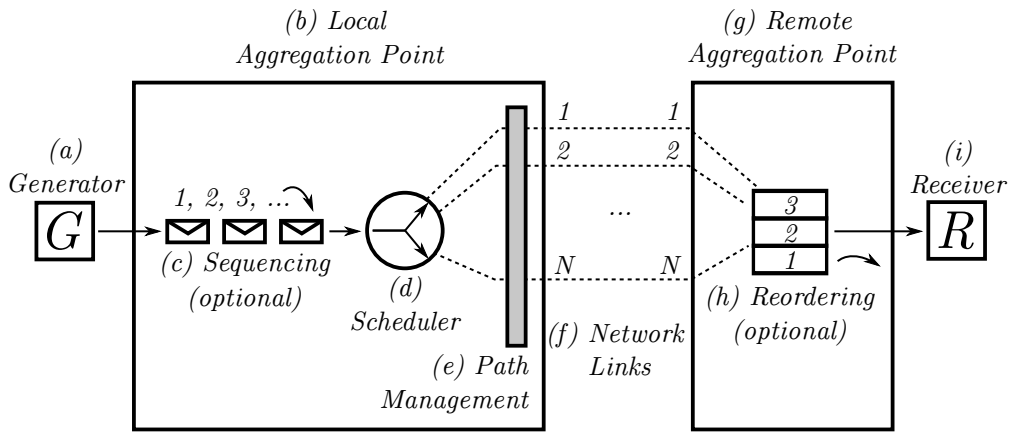 (b) Local
Aggregation Point
(g) Remote
Aggregation Point
(a)
Generator
G
1, 2, 3, ...
(c) Sequencing
(optional)
(d)
Scheduler
(e) Path
Management
1
1
2
2
...
N
N
(f) Network
Links
3
2
1
(h) Reordering
(optional)
(i)
Receiver
R